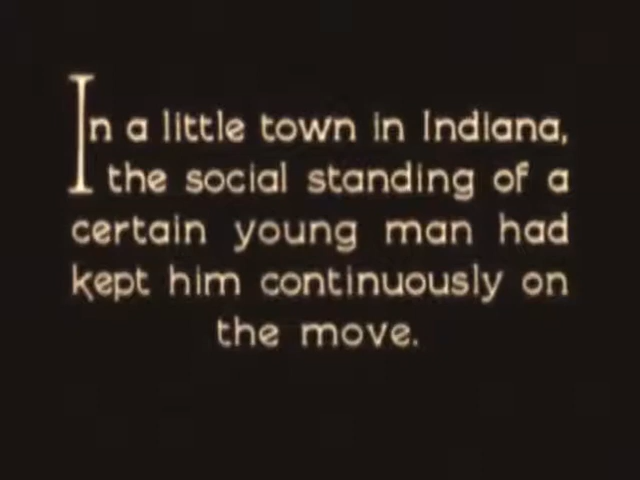 In a little town in Indiana,
the social standing of a
certain young man had
kept him continuously on
the move.